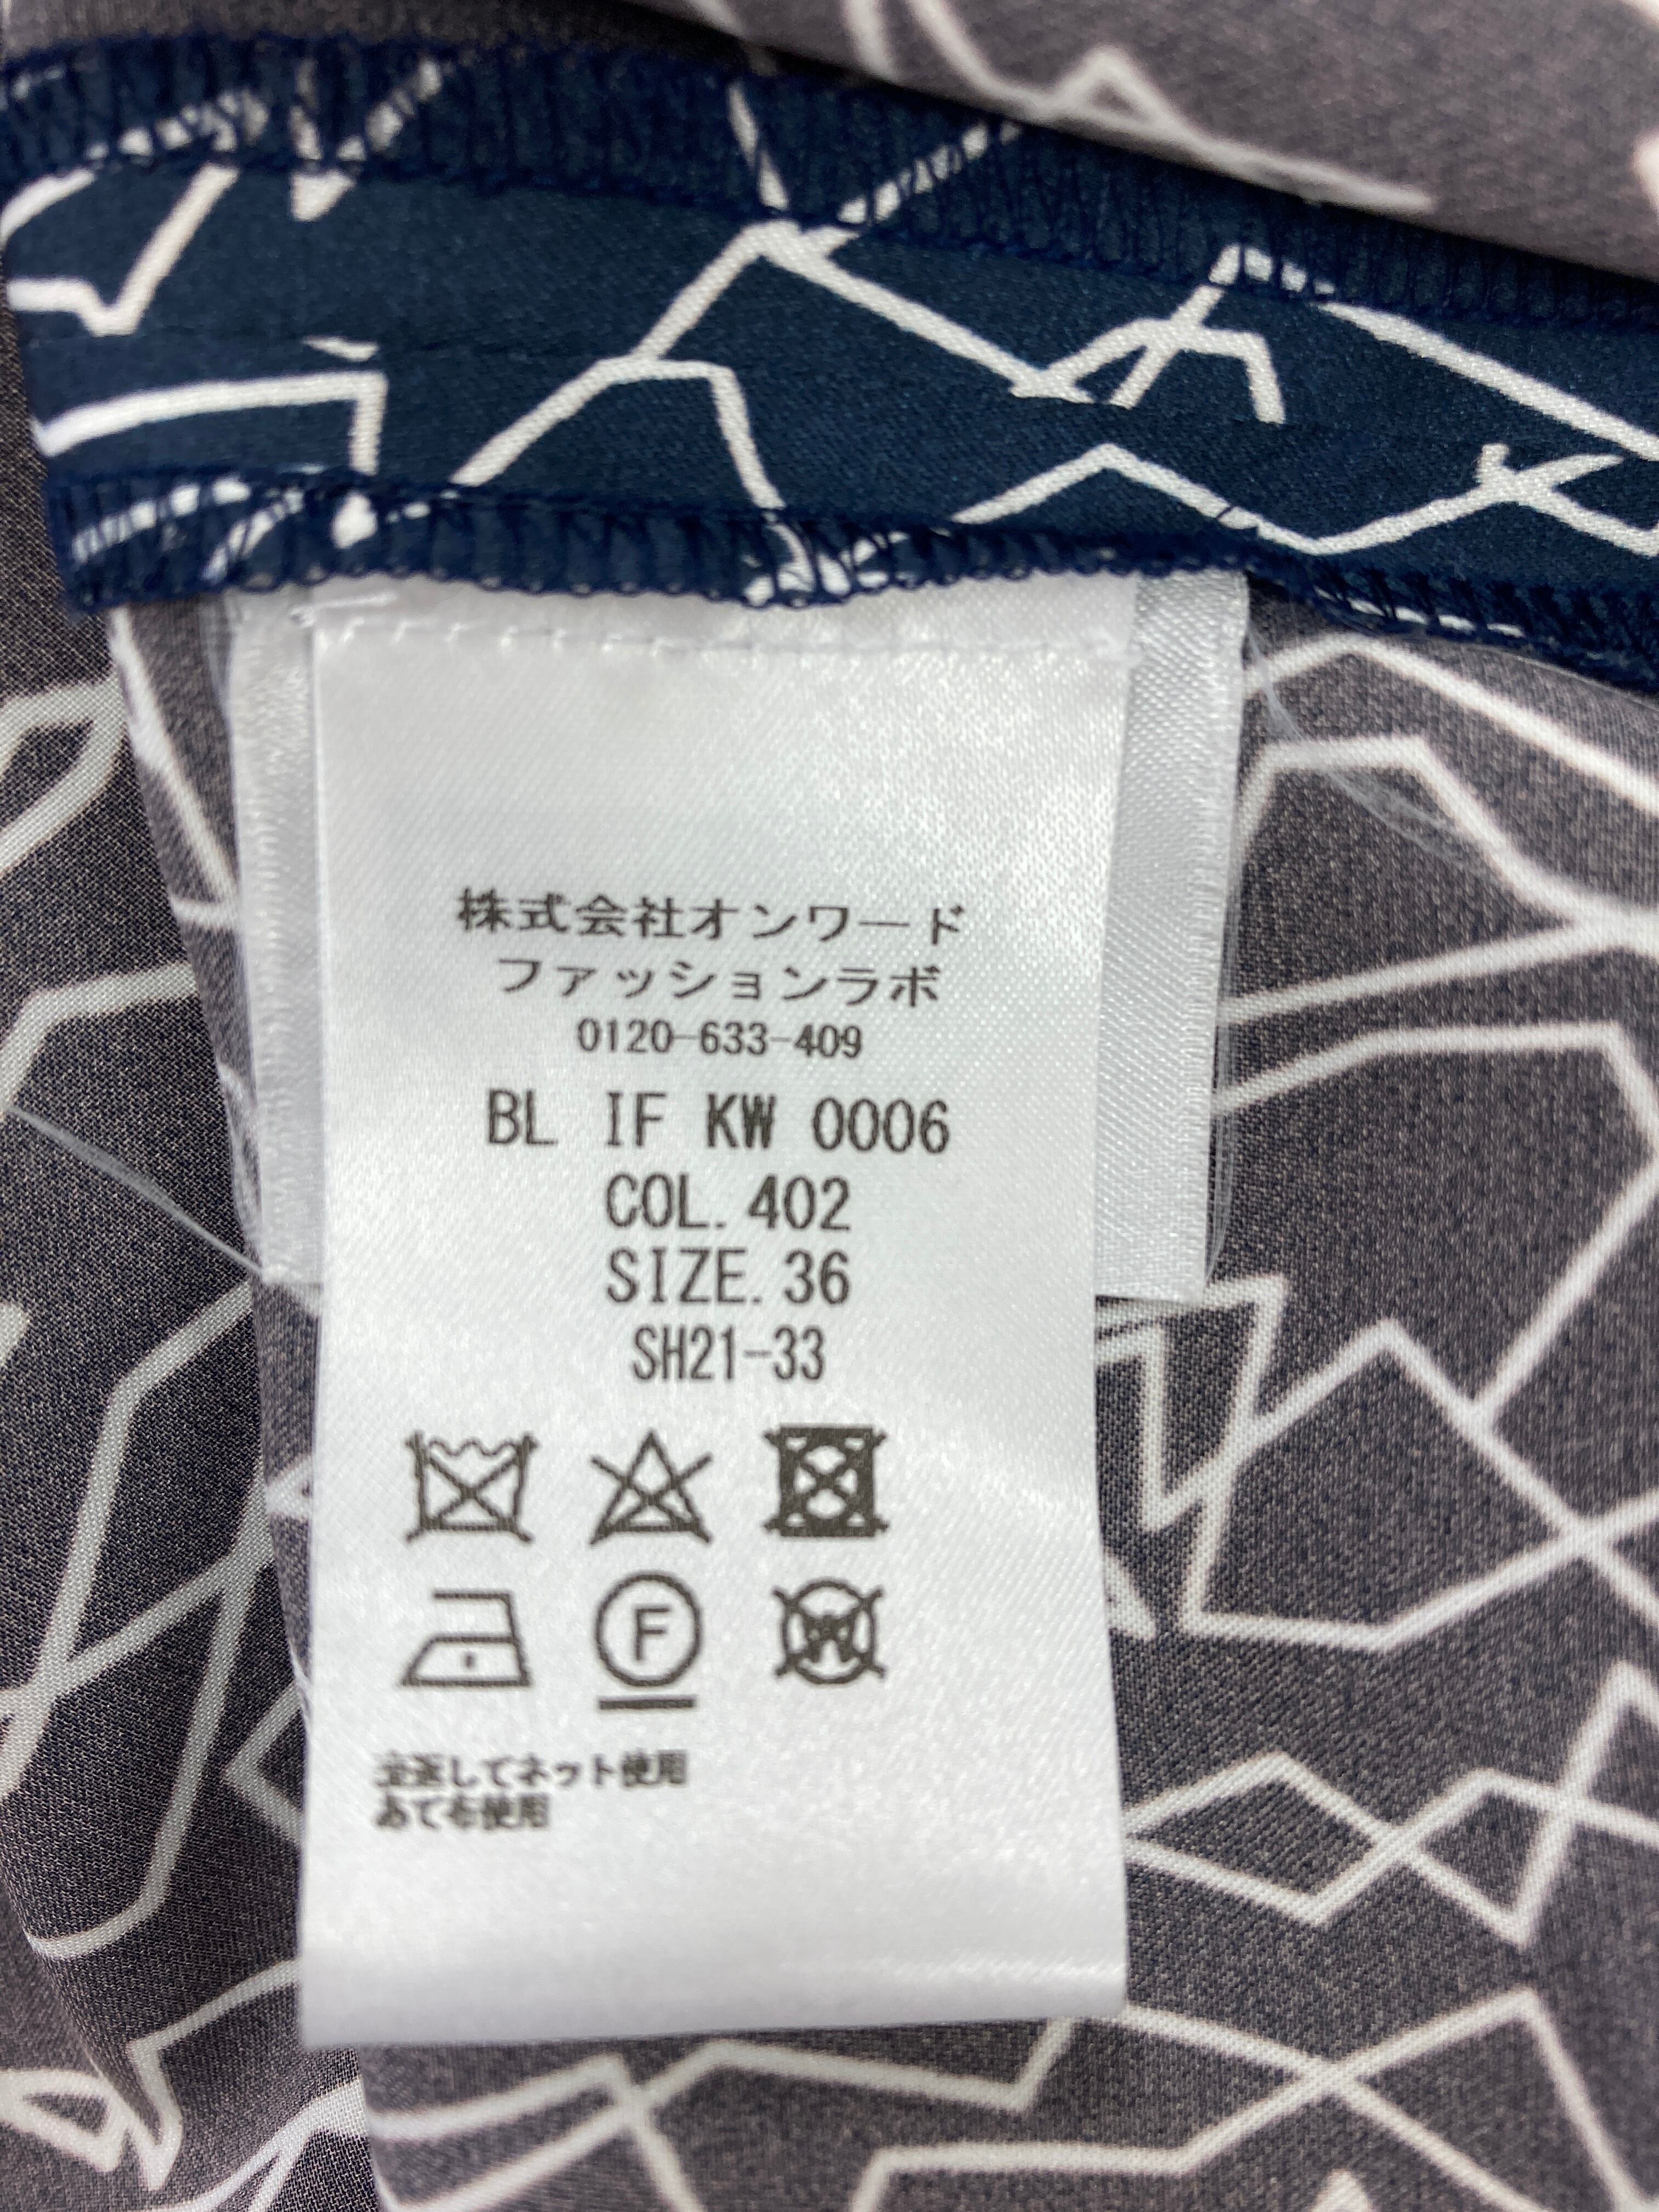 株式会社オンワード
ファッションラボ
0120-633-409
BL IF KW 0006
COL. 402
SIZE. 36
SH21-33
F
W
裏返してネット使用
あて布使用